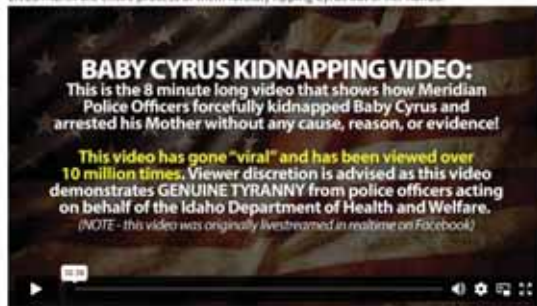 BABY CYRUS KIDNAPPING VIDEO:
This is the 8 minute long video that shows how Meridian
Police Officers forcefully kidnapped Baby Cyrus and
arrested his Mother without any cause, reason, or evidence!
This video has gone "viral" and has been viewed over
10 million times. Viewer discretion is advised as this video
demonstrates GENUINE TYRANNY from police officers acting
on behalf of the Idaho Department of Health and Welfare.
(NOTE - this video was originally livestreamed in realtime on Facebook)